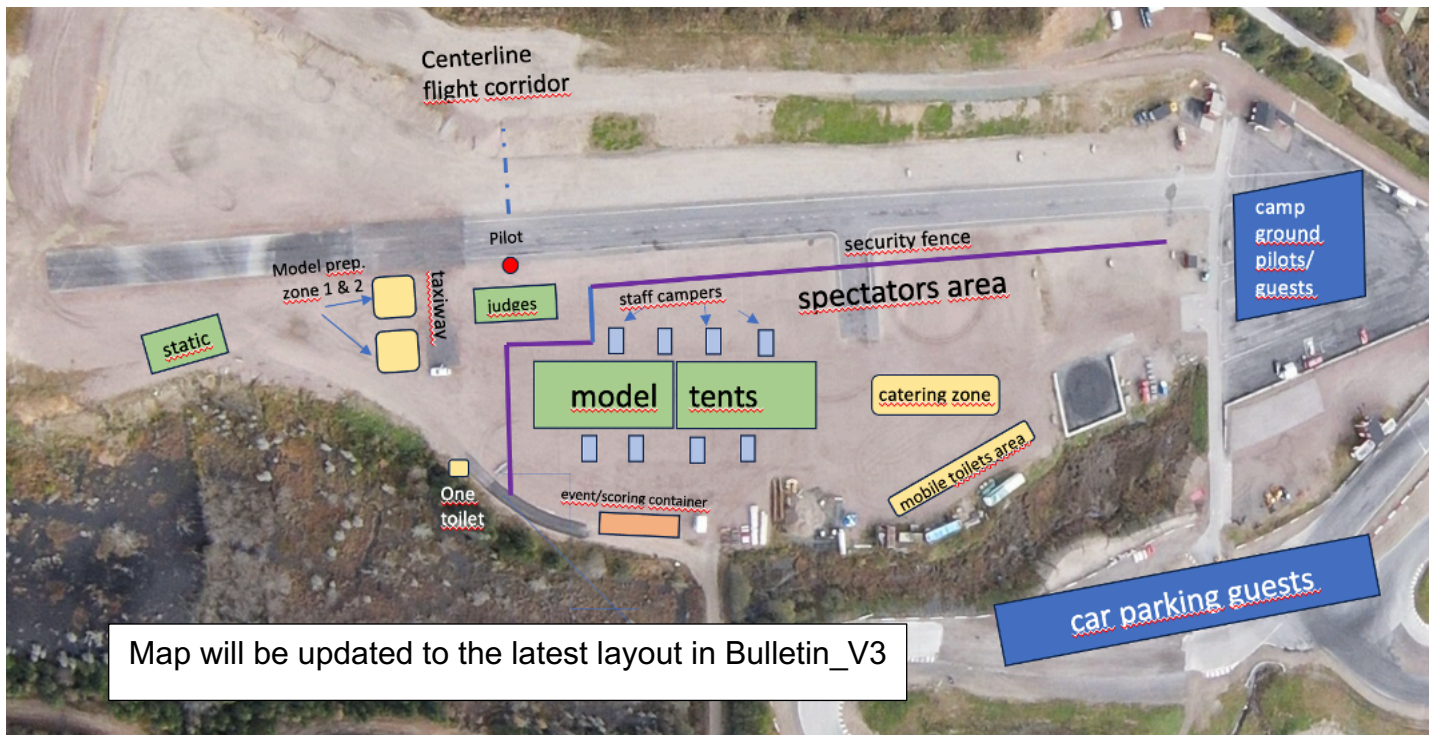 Centerline
flight corridor
Pilot
Model prep.
zone 1 & 2
taxiway
judges
static
security fence
spectators area
staff campers
camp
ground
pilots/
guests
model tents
catering zone
mobile toilets area
One
toilet
event/scoring container
car parking guests
Map will be updated to the latest layout in Bulletin_V3